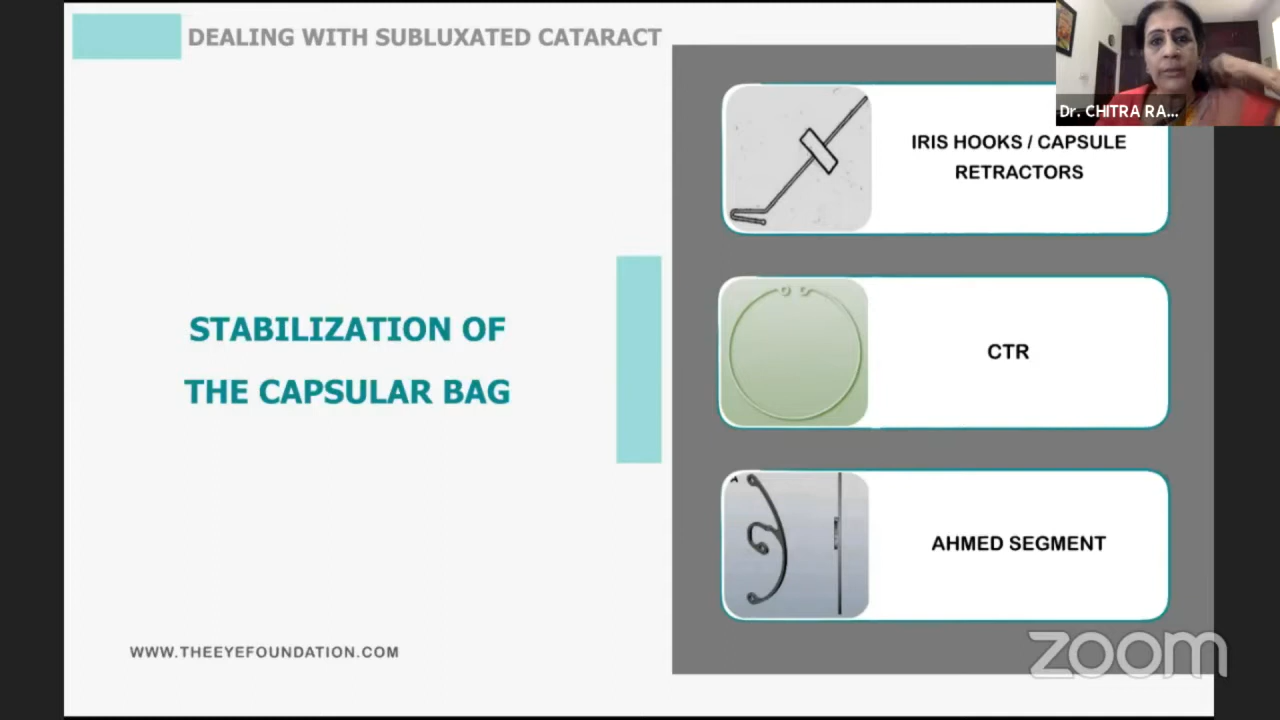 DEALING WITH SUBLUXATED CATARACT
Dr. CHITRA RA...
IRIS HOOKS / CAPSULE
RETRACTORS
STABILIZATION OF
THE CAPSULAR BAG
CTR
A
AHMED SEGMENT
WWW.THEEYEFOUNDATION.COM
zoom